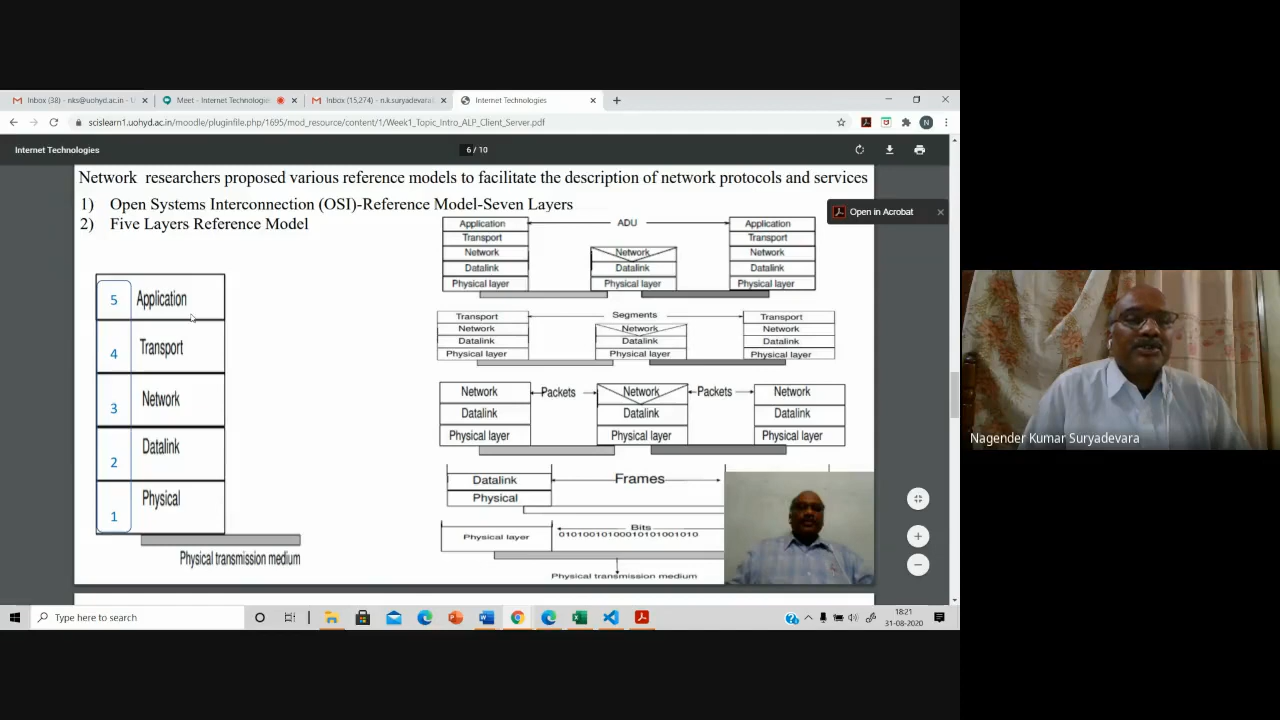 Inbox (38) - nks@uohyd.ac.in - U
Meet - Internet Technologies
Inbox (15,274) - n.k.suryadevara
Internet Technologies
scislearn1.uohyd.ac.in/moodle/pluginfile.php/1695/mod_resource/content/1/Week1_Topic_Intro_ALP_Client_Server.pdf
N
Internet Technologies
6 / 10
Open in Acrobat
Network researchers proposed various reference models to facilitate the description of network protocols and services
1) Open Systems Interconnection (OSI)-Reference Model-Seven Layers
2) Five Layers Reference Model
5 Application
4 Transport
3 Network
2 Datalink
1 Physical
Physical transmission medium
Application ADU Application
Transport Transport
Network Network Network
Datalink Datalink Datalink
Physical layer Physical layer Physical layer
Transport Segments Transport
Network Network Network
Datalink Datalink Datalink
Physical layer Physical layer Physical layer
Network Packets Network Packets Network
Datalink Datalink Datalink
Physical layer Physical layer Physical layer
Datalink Frames
Physical
Bits
Physical layer 0101001010001010100101010
Physical transmission medium
Nagender Kumar Suryadevara
Type here to search
18:21
31-08-2020